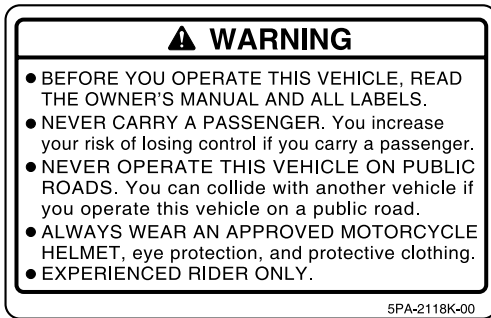 WARNING
● BEFORE YOU OPERATE THIS VEHICLE, READ
THE OWNER'S MANUAL AND ALL LABELS.
● NEVER CARRY A PASSENGER. You increase
your risk of losing control if you carry a passenger.
● NEVER OPERATE THIS VEHICLE ON PUBLIC
ROADS. You can collide with another vehicle if
you operate this vehicle on a public road.
● ALWAYS WEAR AN APPROVED MOTORCYCLE
HELMET, eye protection, and protective clothing.
● EXPERIENCED RIDER ONLY.
5PA-2118K-00